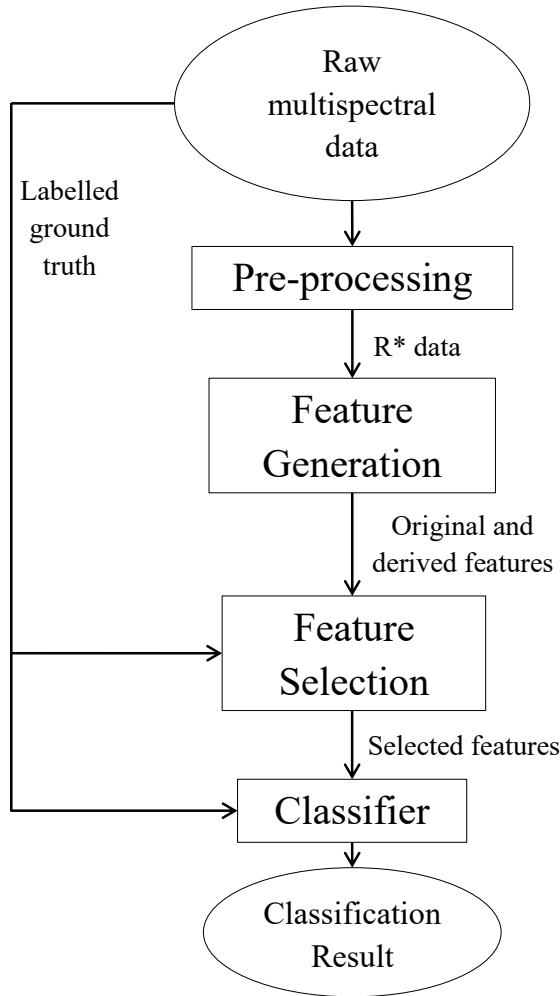 Raw
multispectral
data
Labelled
ground
truth
Pre-processing
R* data
Feature
Generation
Original and
derived features
Feature
Selection
Selected features
Classifier
Classification
Result